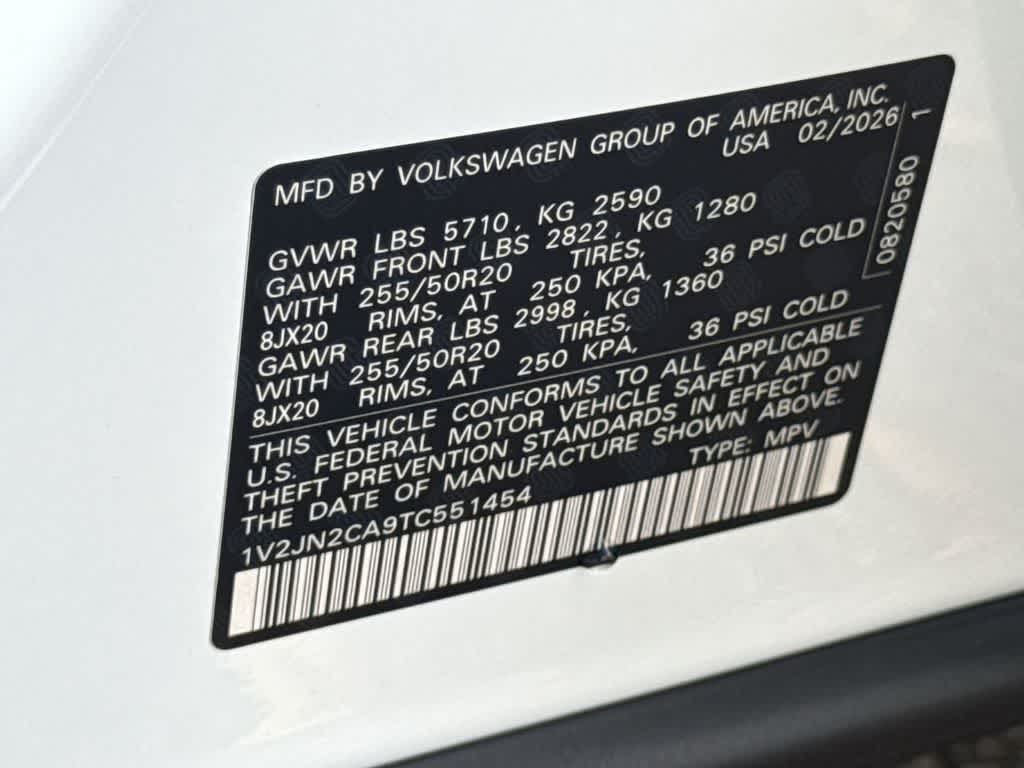 MFD BY VOLKSWAGEN GROUP OF AMERICA, INC.
USA 02/2026
GVWR LBS 5710, KG 2590
GAWR FRONT LBS 2822, KG 1280
WITH 255/50R20 TIRES,
8JX20 RIMS, AT 250 KPA, 36 PSI COLD
GAWR REAR LBS 2998, KG 1360
WITH 255/50R20 TIRES,
8JX20 RIMS, AT 250 KPA, 36 PSI COLD
THIS VEHICLE CONFORMS TO ALL APPLICABLE
U.S. FEDERAL MOTOR VEHICLE SAFETY AND
THEFT PREVENTION STANDARDS IN EFFECT ON
THE DATE OF MANUFACTURE SHOWN ABOVE.
1V2JN2CA9TC551454 TYPE: MPV
0820580 1